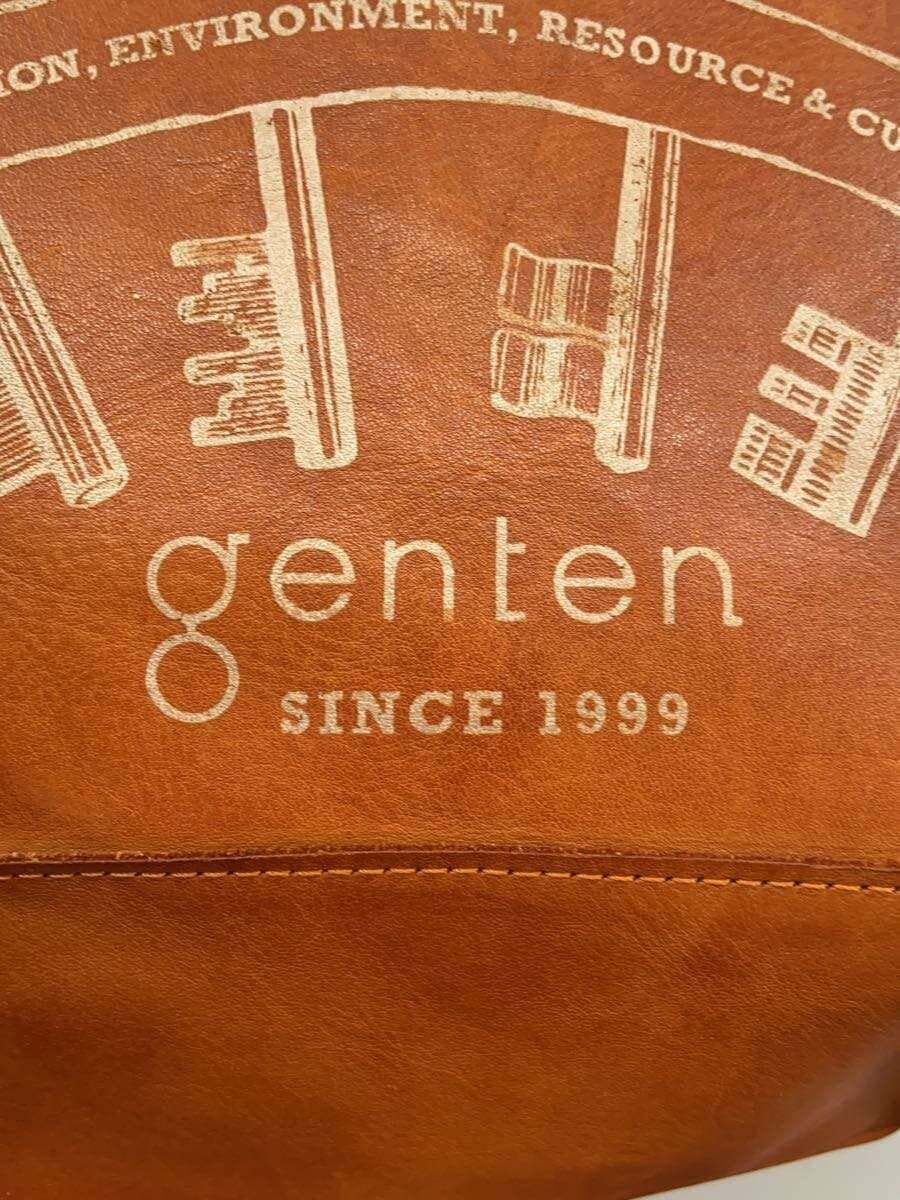 ION, ENVIRONMENT, RESOURCE & CU
genten
SINCE 1999